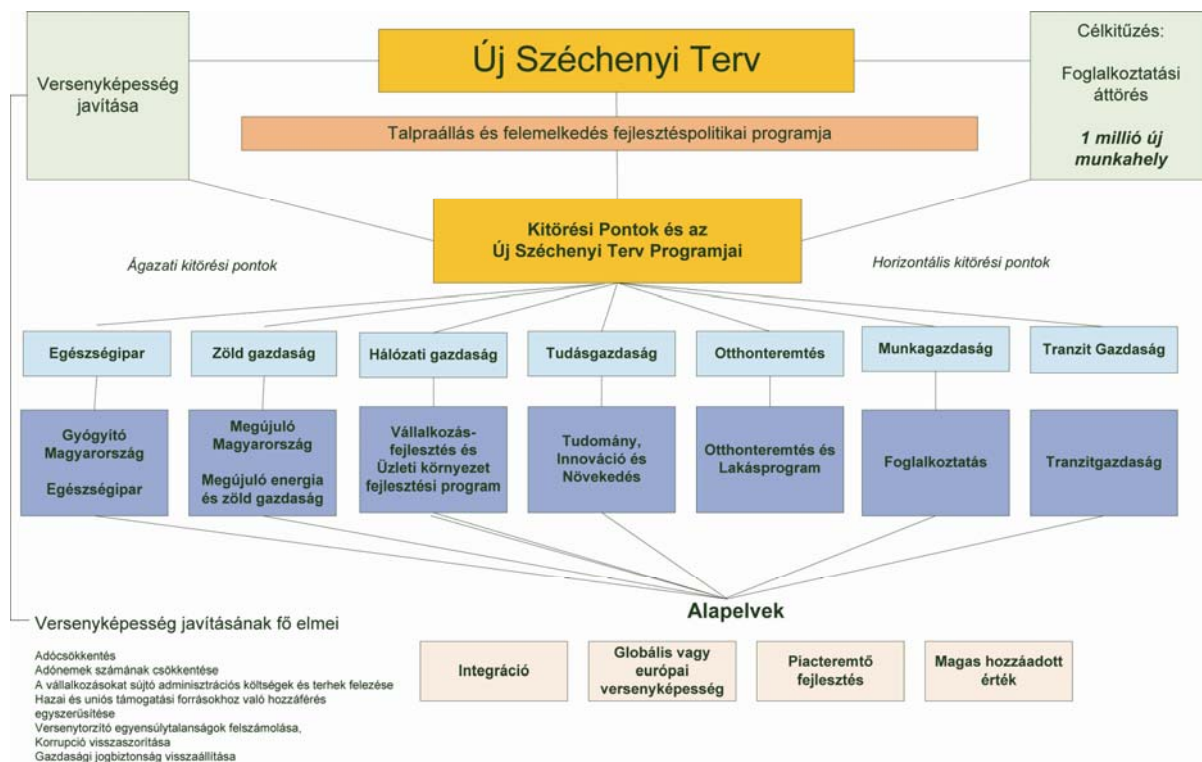 Versenyképesség
javítása
Új Széchenyi Terv
Célkitűzés:
Foglalkoztatási
áttörés
1 millió új
munkahely
Talpraállás és felemelkedés fejlesztéspolitikai programja
Kitörési Pontok és az
Új Széchenyi Terv Programjai
Ágazati kitörési pontok
Horizontális kitörési pontok
Egészségipar
Zöld gazdaság
Hálózati gazdaság
Tudásgazdaság
Otthonteremtés
Munkagazdaság
Tranzit Gazdaság
Gyógyító
Magyarország
Egészségipar
Megújuló
Magyarország
Megújuló energia
és zöld gazdaság
Vállalkozás-
fejlesztés és
Üzleti környezet
fejlesztési program
Tudomány,
Innováció és
Növekedés
Otthonteremtés és
Lakásprogram
Foglalkoztatás
Tranzitgazdaság
Alapelvek
Integráció
Globális vagy
európai
versenyképesség
Piacteremtő
fejlesztés
Magas hozzáadott
érték
Versenyképesség javításának fő elmei
Adócsökkentés
Adónemek számának csökkentése
A vállalkozásokat sújtó adminisztrációs költségek és terhek felezése
Hazai és uniós támogatási forrásokhoz való hozzáférés
egyszerűsítése
Versenytorzító egyensúlytalanságok felszámolása,
Korrupció visszaszorítása
Gazdasági jogbiztonság visszaállítása